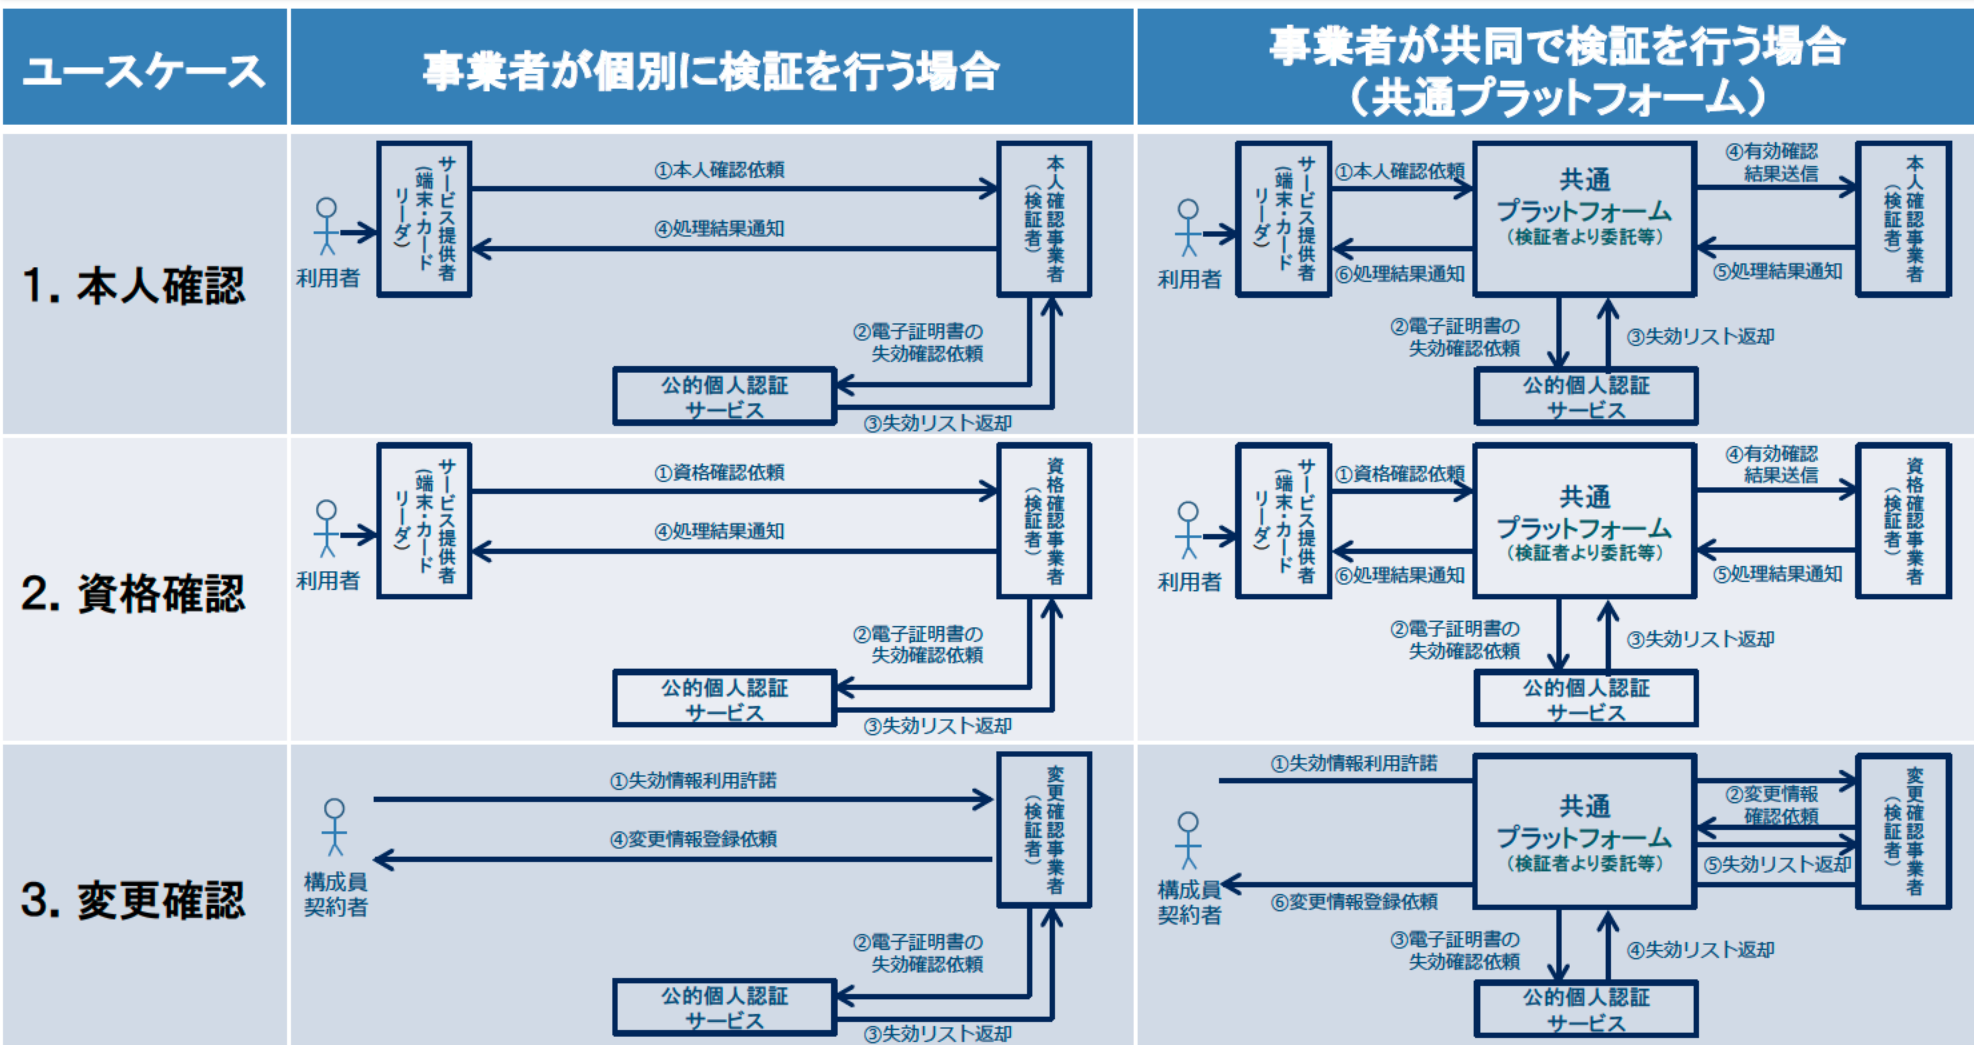 ユースケース
事業者が個別に検証を行う場合
事業者が共同で検証を行う場合
（共通プラットフォーム）
1. 本人確認
利用者
サービス提供者
（端末・カード
リーダ）
①本人確認依頼
④処理結果通知
本人確認事業者
（検証者）
②電子証明書の
失効確認依頼
公的個人認証
サービス
③失効リスト返却
利用者
サービス提供者
（端末・カード
リーダ）
①本人確認依頼
⑥処理結果通知
共通
プラットフォーム
（検証者より委託等）
④有効確認
結果送信
⑤処理結果通知
本人確認事業者
（検証者）
②電子証明書の
失効確認依頼
③失効リスト返却
公的個人認証
サービス
2. 資格確認
利用者
サービス提供者
（端末・カード
リーダ）
①資格確認依頼
④処理結果通知
資格確認事業者
（検証者）
②電子証明書の
失効確認依頼
公的個人認証
サービス
③失効リスト返却
利用者
サービス提供者
（端末・カード
リーダ）
①資格確認依頼
⑥処理結果通知
共通
プラットフォーム
（検証者より委託等）
④有効確認
結果送信
⑤処理結果通知
資格確認事業者
（検証者）
②電子証明書の
失効確認依頼
③失効リスト返却
公的個人認証
サービス
3. 変更確認
構成員
契約者
①失効情報利用許諾
④変更情報登録依頼
変更確認事業者
（検証者）
②電子証明書の
失効確認依頼
公的個人認証
サービス
③失効リスト返却
構成員
契約者
①失効情報利用許諾
⑥変更情報登録依頼
共通
プラットフォーム
（検証者より委託等）
②変更情報
確認依頼
⑤失効リスト返却
変更確認事業者
（検証者）
③電子証明書の
失効確認依頼
④失効リスト返却
公的個人認証
サービス